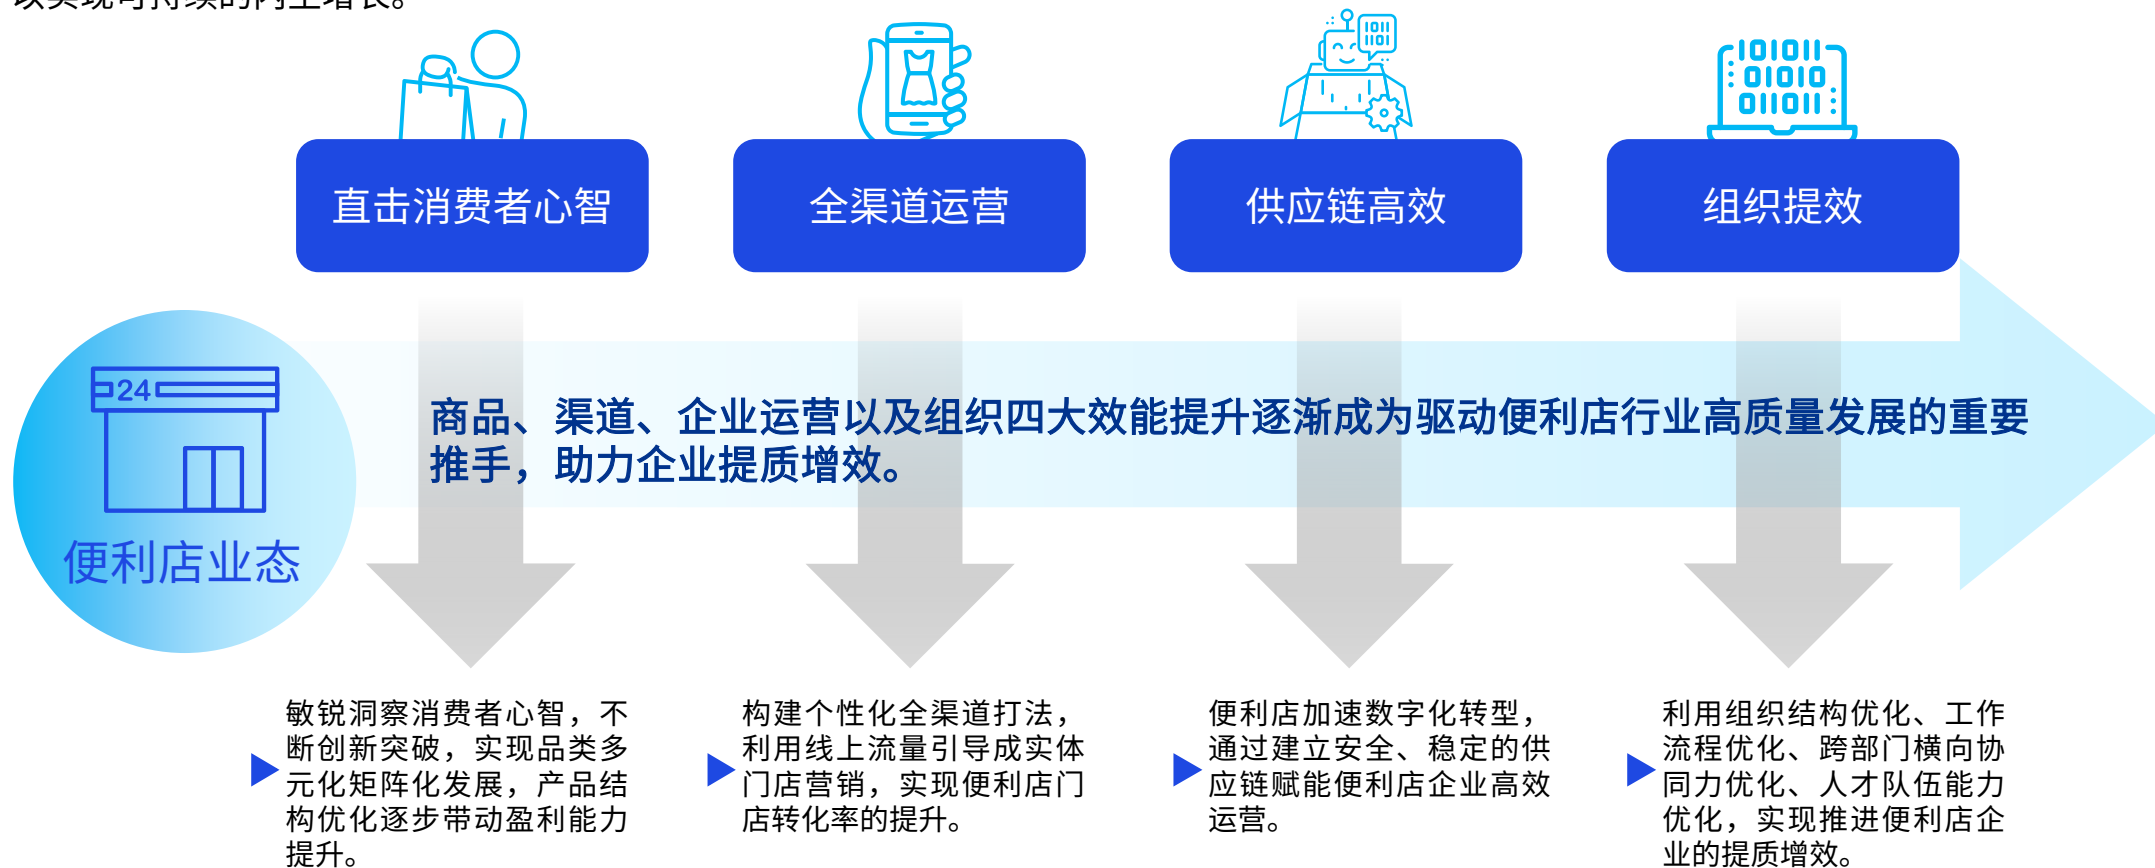 以实现可持续的内生增长。
直击消费者心智
全渠道运营
供应链高效
组织提效
24
便利店业态
商品、渠道、企业运营以及组织四大效能提升逐渐成为驱动便利店行业高质量发展的重要
推手，助力企业提质增效。
敏锐洞察消费者心智，不
断创新突破，实现品类多
元化矩阵化发展，产品结
构优化逐步带动盈利能力
提升。
构建个性化全渠道打法，
利用线上流量引导成实体
门店营销，实现便利店门
店转化率的提升。
便利店加速数字化转型，
通过建立安全、稳定的供
应链赋能便利店企业高效
运营。
利用组织结构优化、工作
流程优化、跨部门横向协
同力优化、人才队伍能力
优化，实现推进便利店企
业的提质增效。